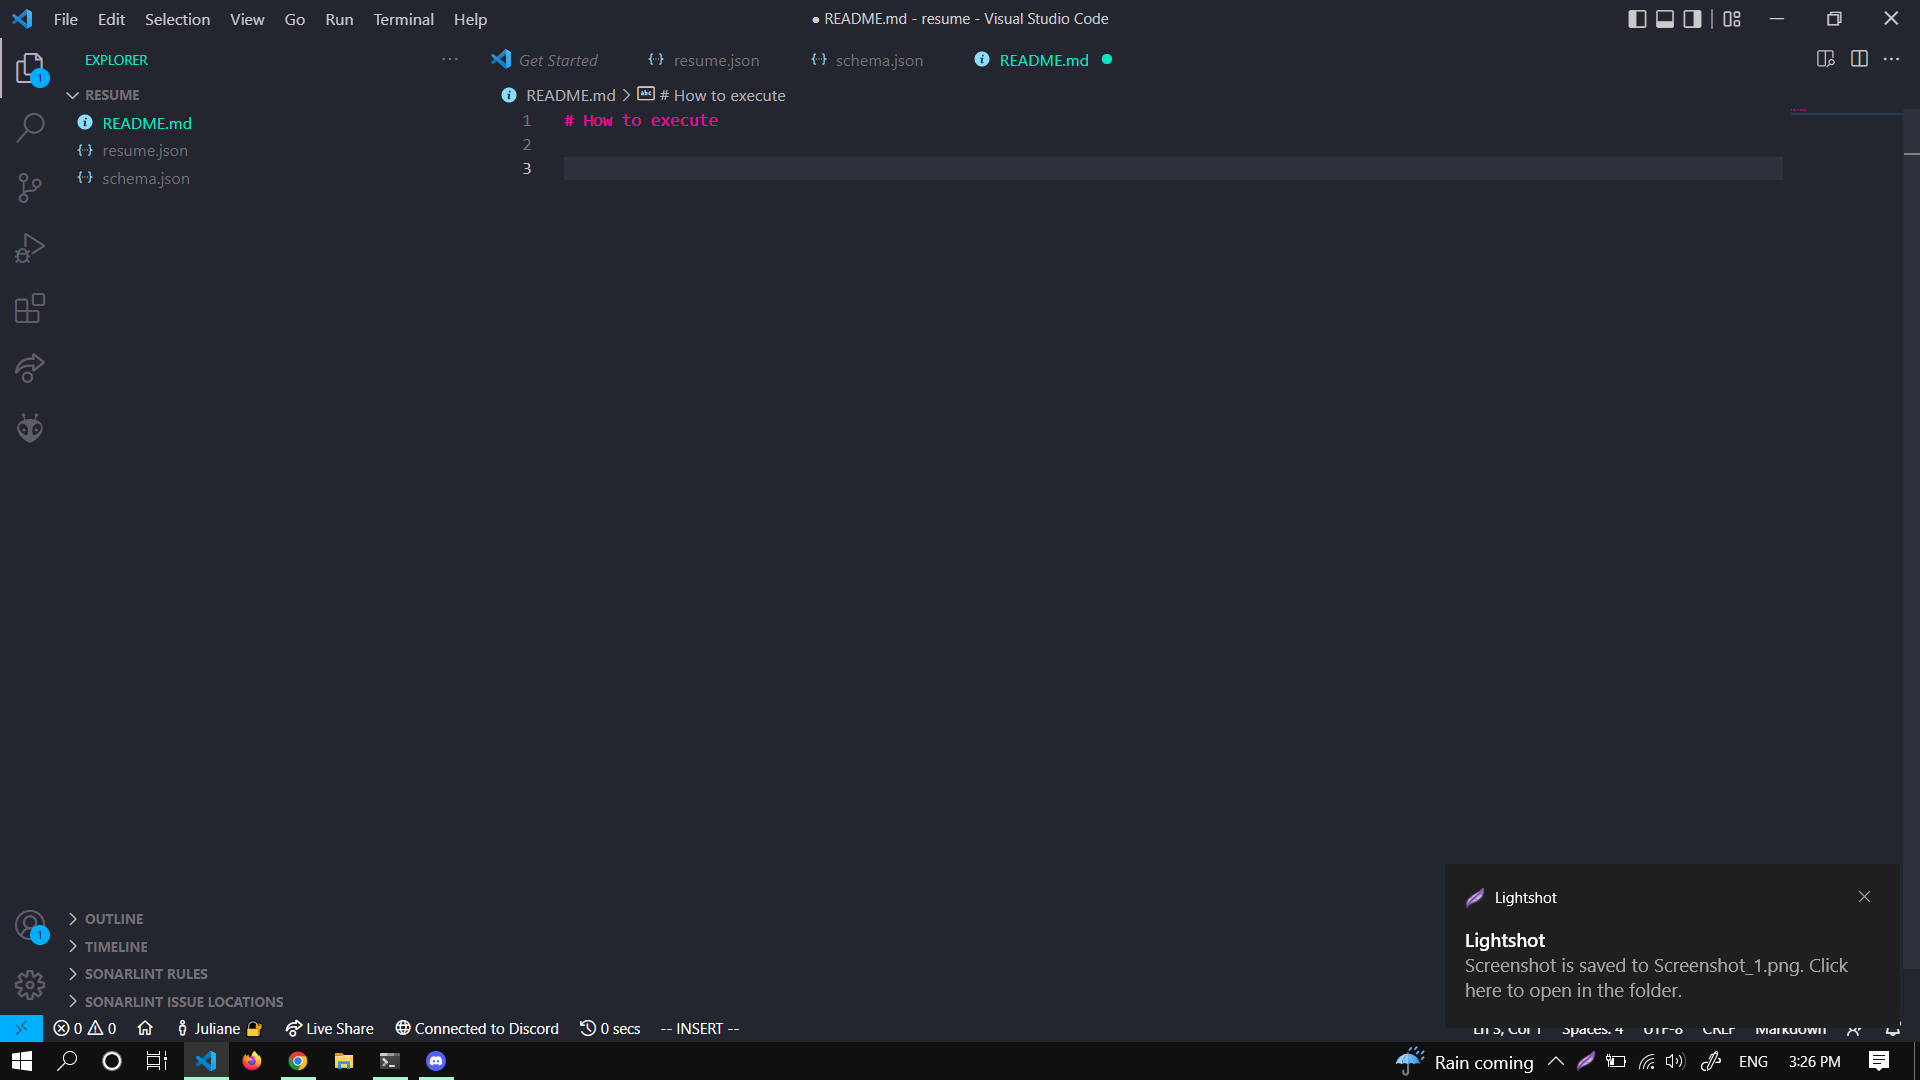 File Edit Selection View Go Run Terminal Help
● README.md - resume - Visual Studio Code
EXPLORER
Get Started
resume.json
schema.json
README.md
RESUME
README.md
resume.json
schema.json
README.md > # How to execute
1 # How to execute
2
3
OUTLINE
TIMELINE
SONARLINT RULES
SONARLINT ISSUE LOCATIONS
Lightshot
Lightshot
Screenshot is saved to Screenshot_1.png. Click
here to open in the folder.
0 0 Juliane Live Share Connected to Discord 0 secs -- INSERT -- Ln 3, Col 1 Spaces: 4 UTF-8 CRLF Markdown
Rain coming ENG 3:26 PM
1
1